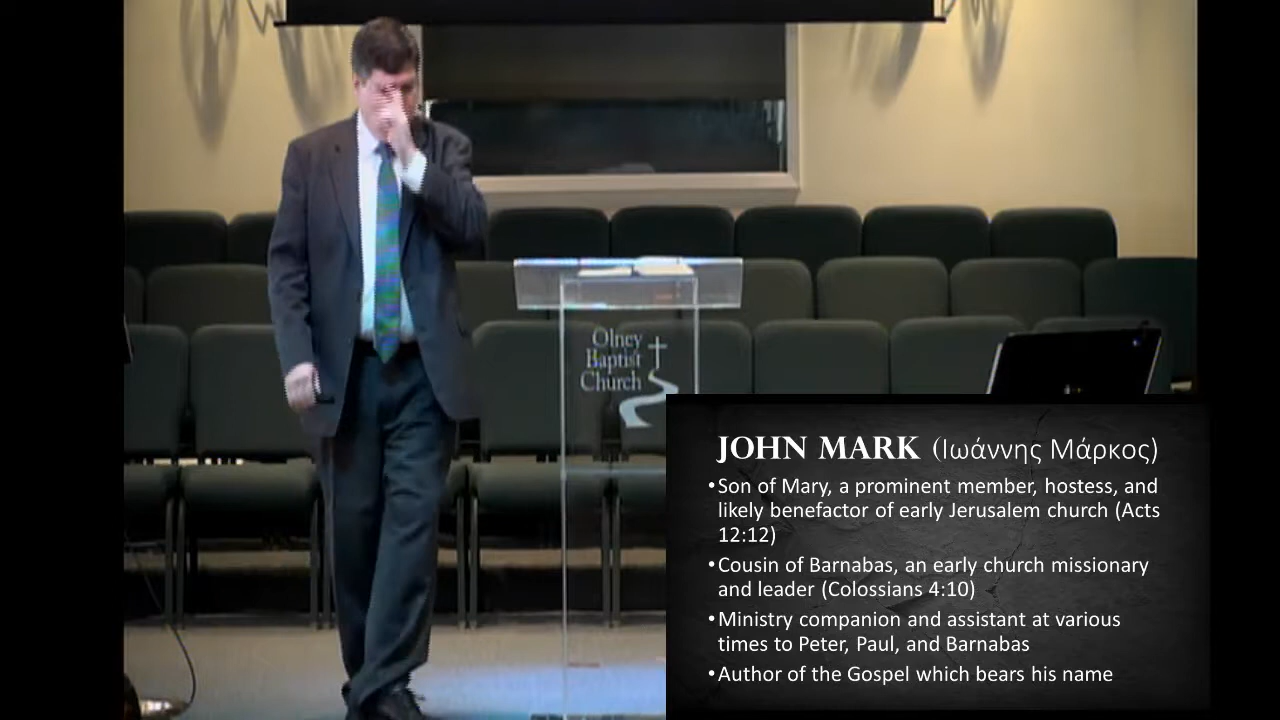 Olney
Baptist
Church
JOHN MARK (Ιωάννης Μάρκος)
•Son of Mary, a prominent member, hostess, and
likely benefactor of early Jerusalem church (Acts
12:12)
•Cousin of Barnabas, an early church missionary
and leader (Colossians 4:10)
•Ministry companion and assistant at various
times to Peter, Paul, and Barnabas
•Author of the Gospel which bears his name